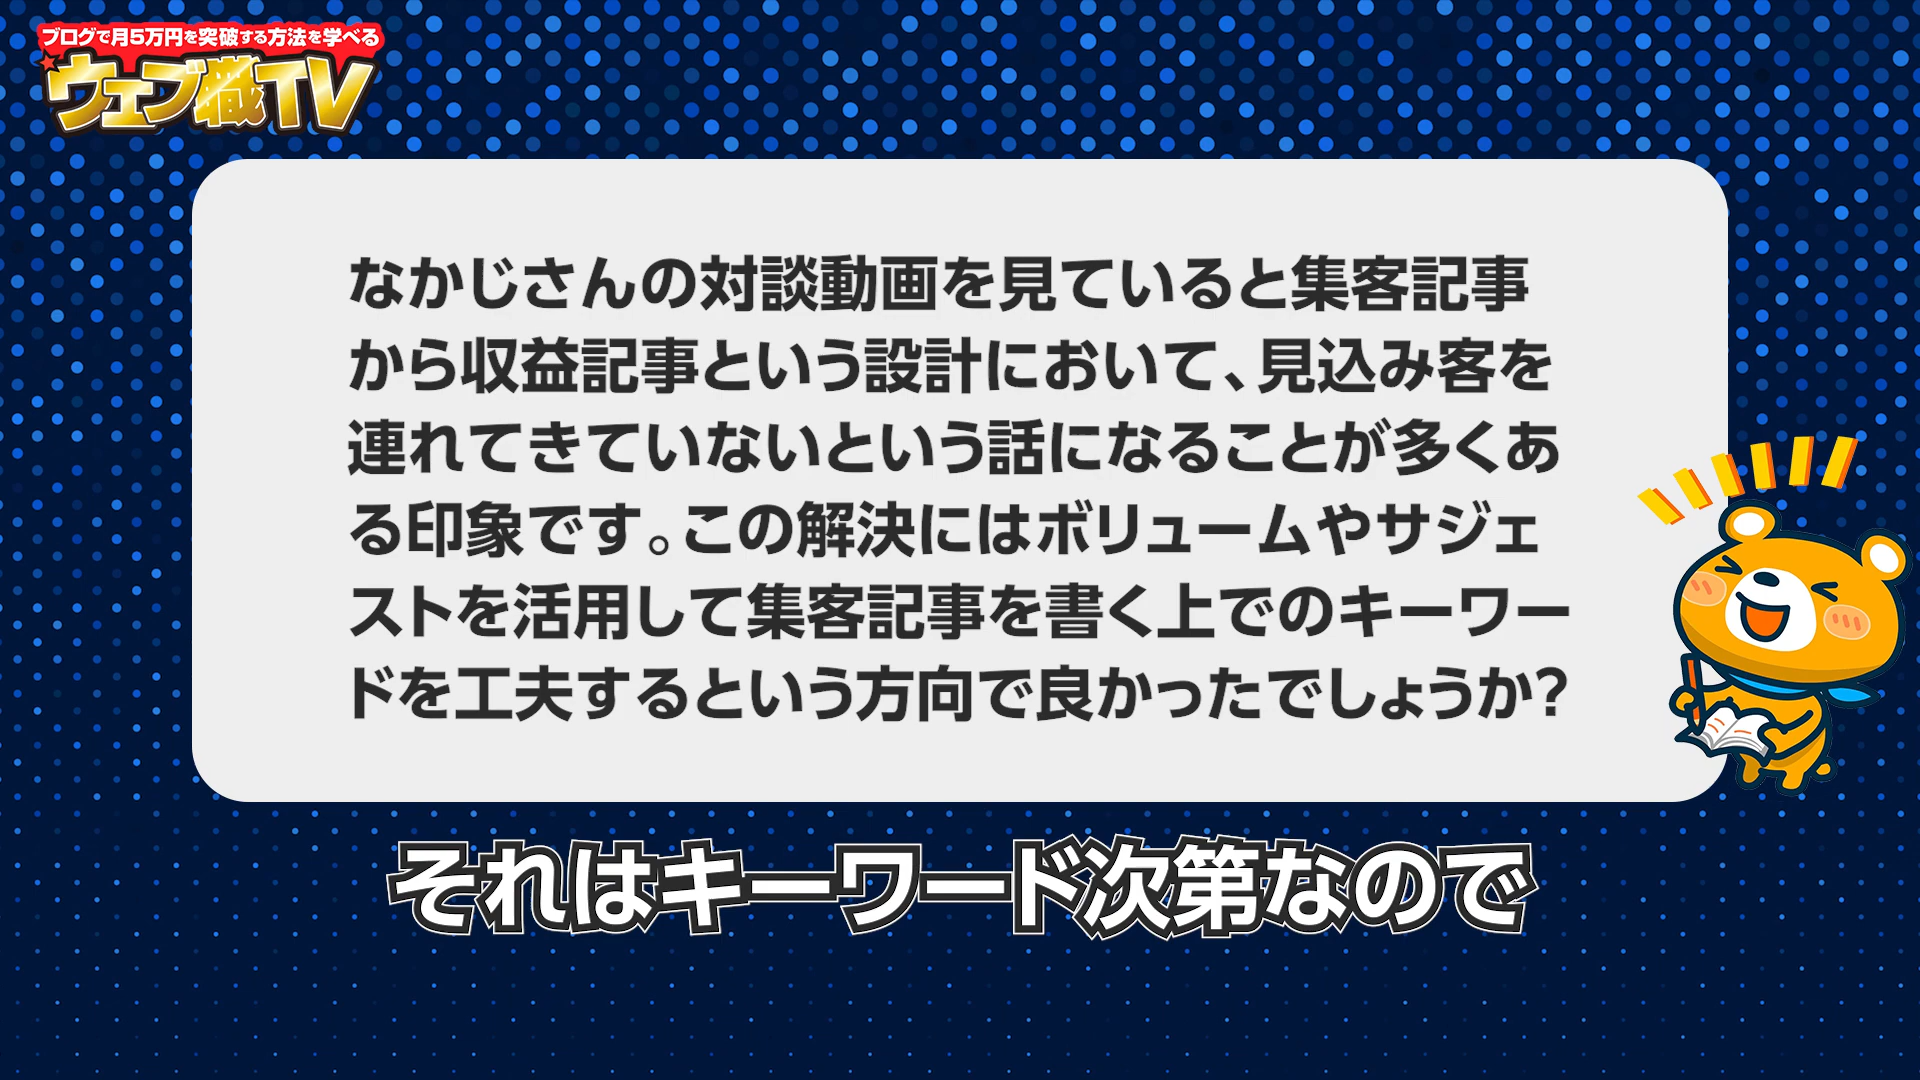 ブログで月5万円を突破する方法を学べる
ウェブ職TV
なかじさんの対談動画を見ていると集客記事
から収益記事という設計において、見込み客を
連れてきていないという話になることが多くあ
る印象です。この解決にはボリュームやサジェ
ストを活用して集客記事を書く上でのキーワー
ドを工夫するという方向で良かったでしょうか?
それはキーワード次第なので